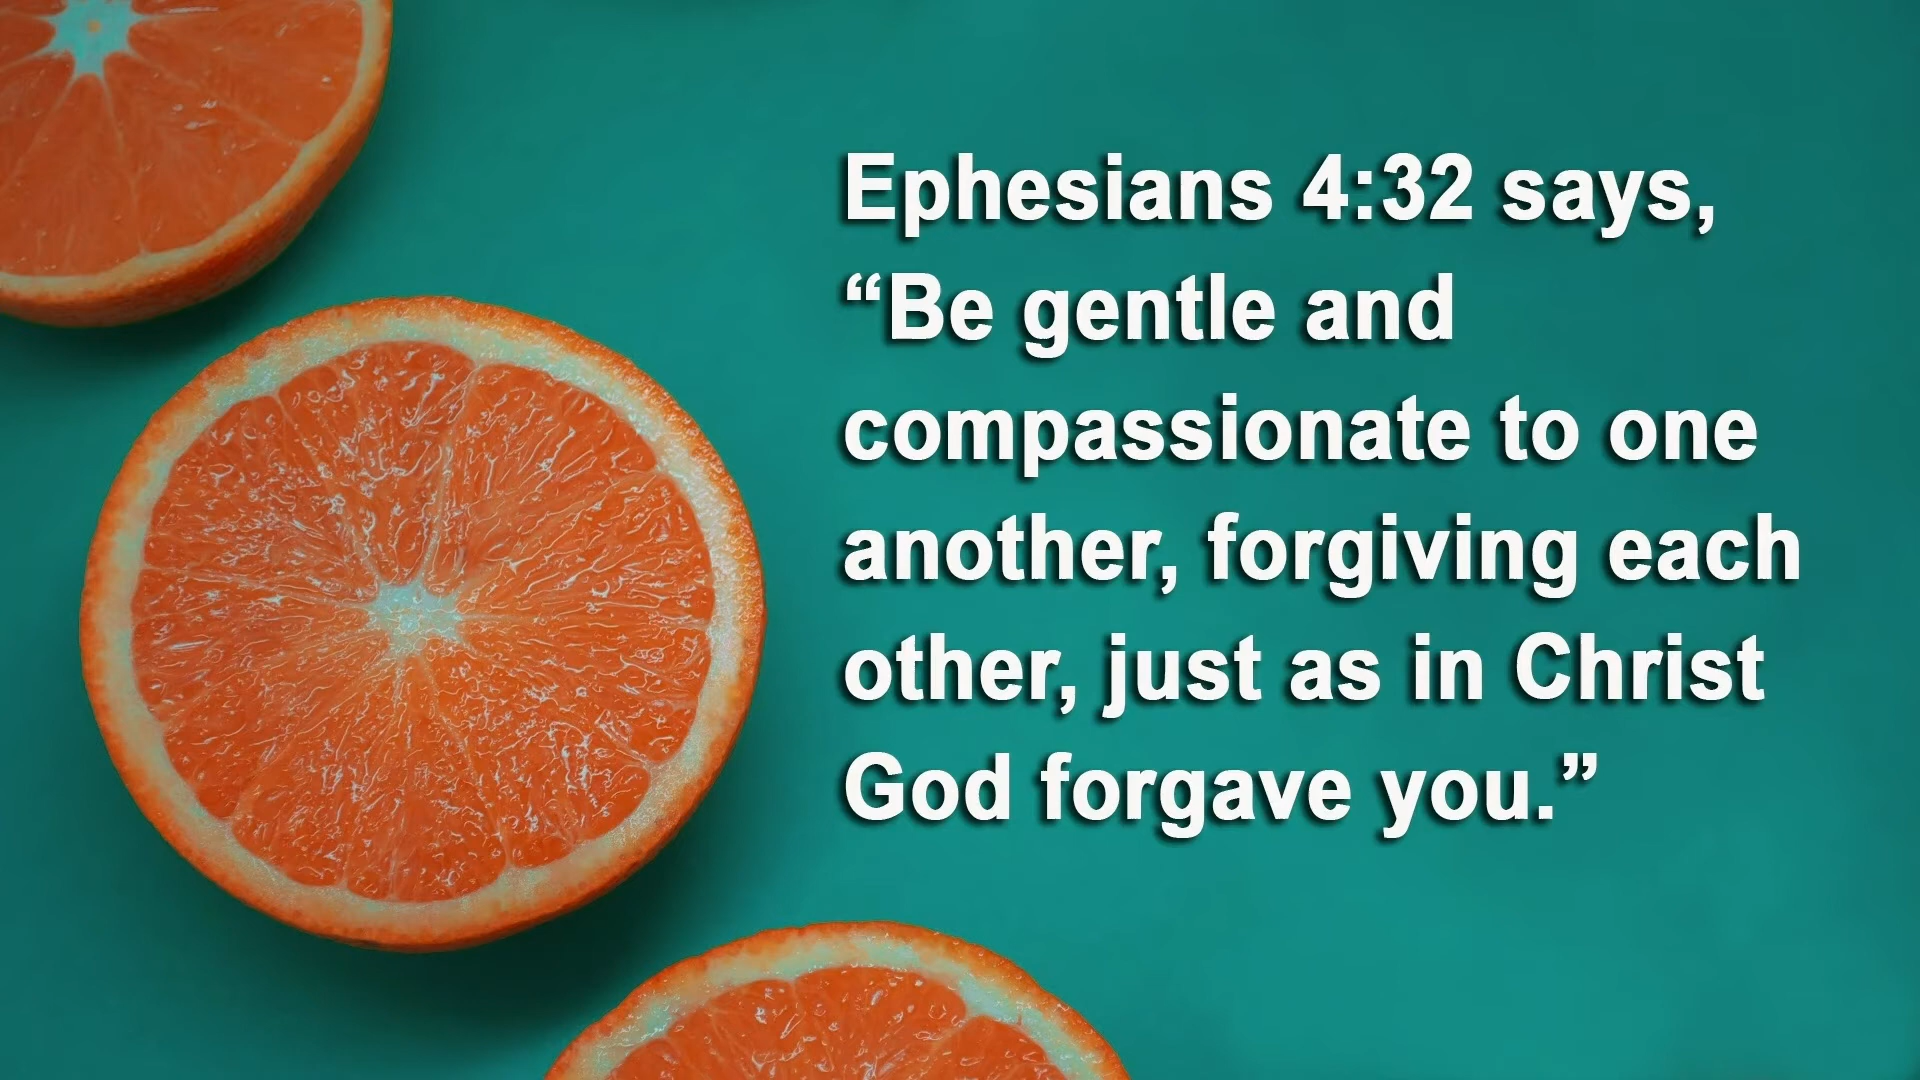 Ephesians 4:32 says,
“Be gentle and
compassionate to one
another, forgiving each
other, just as in Christ
God forgave you.”